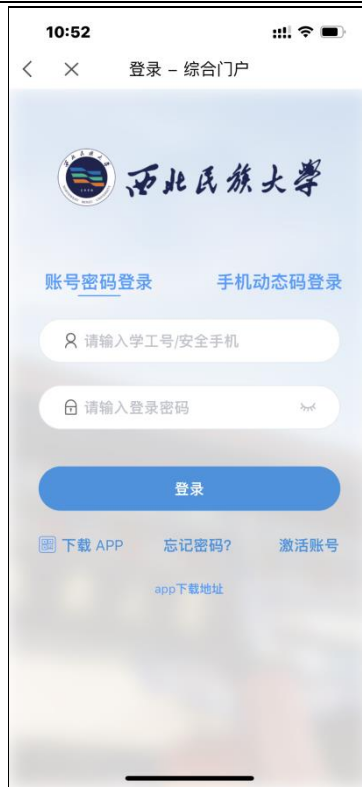 10:52
登录 – 综合门户
西北民族大學
账号密码登录
手机动态码登录
请输入学工号/安全手机
请输入登录密码
登录
下载 APP
忘记密码?
激活账号
app下载地址